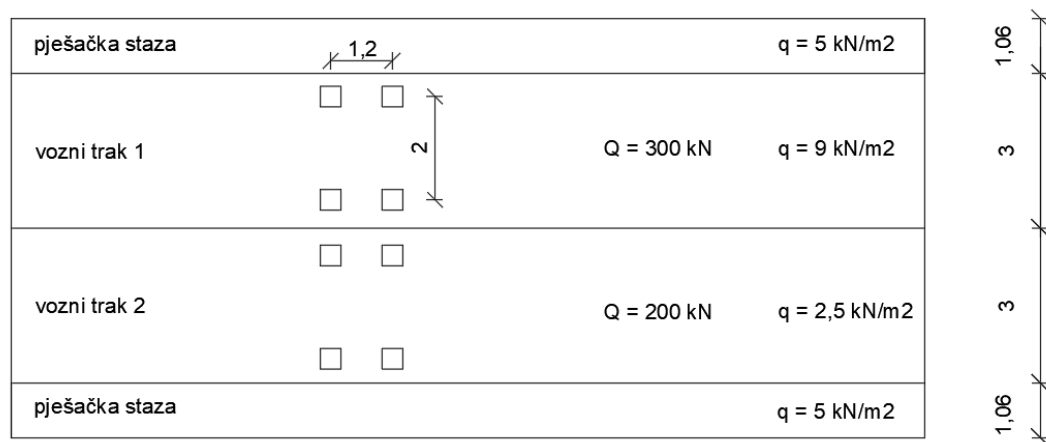 pješačka staza
q = 5 kN/m2
1,06
1,2
vozni trak 1
2
Q = 300 kN
q = 9 kN/m2
3
vozni trak 2
Q = 200 kN
q = 2,5 kN/m2
3
pješačka staza
q = 5 kN/m2
1,06